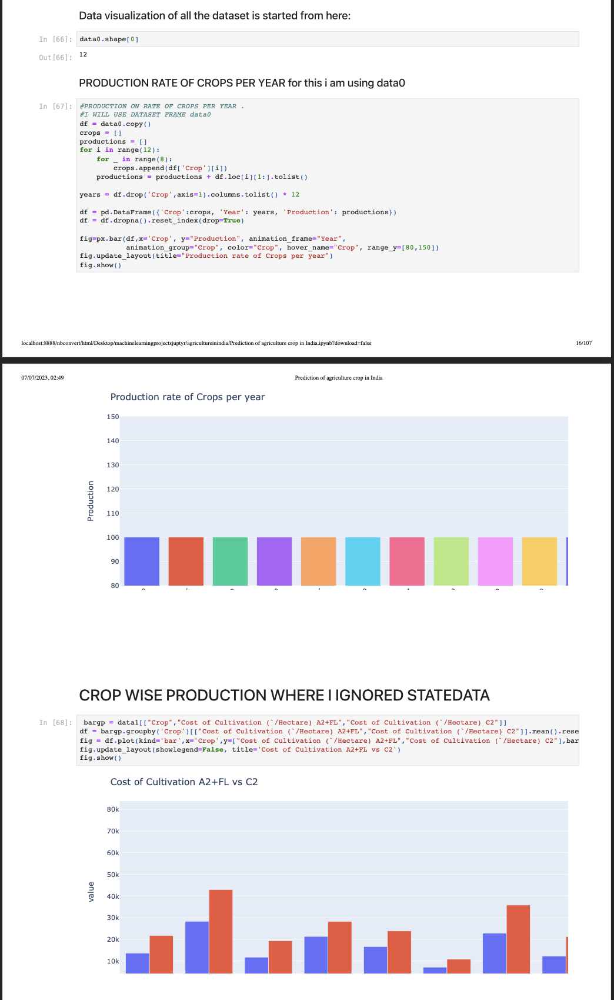 Data visualization of all the dataset is started from here:
In [66]: data0.shape[0]
Out[66]: 12
PRODUCTION RATE OF CROPS PER YEAR for this i am using data0
In [67]: #PRODUCTION ON RATE OF CROPS PER YEAR .
#I WILL USE DATASET FRAME data0
df = data0.copy()
crops = []
productions = []
for i in range(12):
    for _ in range(8):
        crops.append(df['Crop'][i])
    productions = productions + df.loc[i][1:].tolist()
years = df.drop('Crop',axis=1).columns.tolist() * 12
df = pd.DataFrame({'Crop':crops, 'Year': years, 'Production': productions})
df = df.dropna().reset_index(drop=True)
fig=px.bar(df,x='Crop', y="Production", animation_frame="Year",
           animation_group="Crop", color="Crop", hover_name="Crop", range_y=[80,150])
fig.update_layout(title="Production rate of Crops per year")
fig.show()
localhost:8888/nbconvert/html/Desktop/machinelearningprojectsjuptyr/agricultureinindia/Prediction of agriculture crop in India.ipynb?download=false 16/107
07/07/2023, 02:49 Prediction of agriculture crop in India
Production rate of Crops per year
150
140
130
120
110
100
90
80
Production
CROP WISE PRODUCTION WHERE I IGNORED STATEDATA
In [68]: bargp = data1[["Crop","Cost of Cultivation (`/Hectare) A2+FL","Cost of Cultivation (`/Hectare) C2"]]
df = bargp.groupby('Crop')[["Cost of Cultivation (`/Hectare) A2+FL","Cost of Cultivation (`/Hectare) C2"]].mean().rese
fig = df.plot(kind='bar',x='Crop',y=["Cost of Cultivation (`/Hectare) A2+FL","Cost of Cultivation (`/Hectare) C2"],bar
fig.update_layout(showlegend=False, title='Cost of Cultivation A2+FL vs C2')
fig.show()
Cost of Cultivation A2+FL vs C2
80k
70k
60k
50k
40k
30k
20k
10k
value